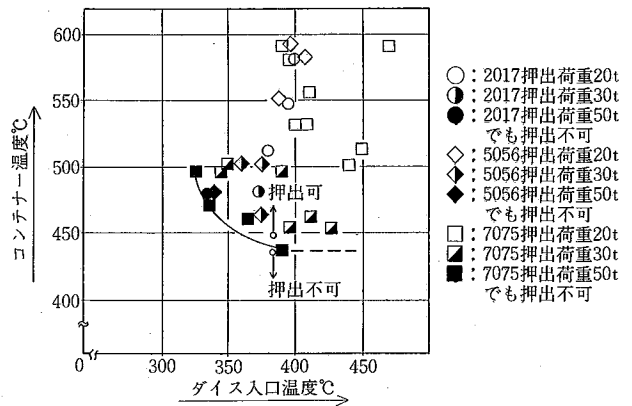 600
550
500
450
400
0
300
350
400
450
コンテナー温度℃
ダイス入口温度℃
押出可
押出不可
○：2017押出荷重20t
◑：2017押出荷重30t
●：2017押出荷重50t
でも押出不可
◇：5056押出荷重20t
⬗：5056押出荷重30t
◆：5056押出荷重50t
でも押出不可
□：7075押出荷重20t
◪：7075押出荷重30t
■：7075押出荷重50t
でも押出不可